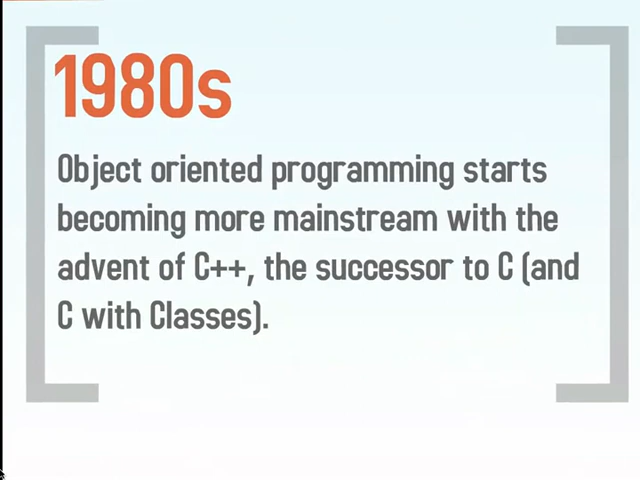 1980s
Object oriented programming starts
becoming more mainstream with the
advent of C++, the successor to C (and
C with Classes).